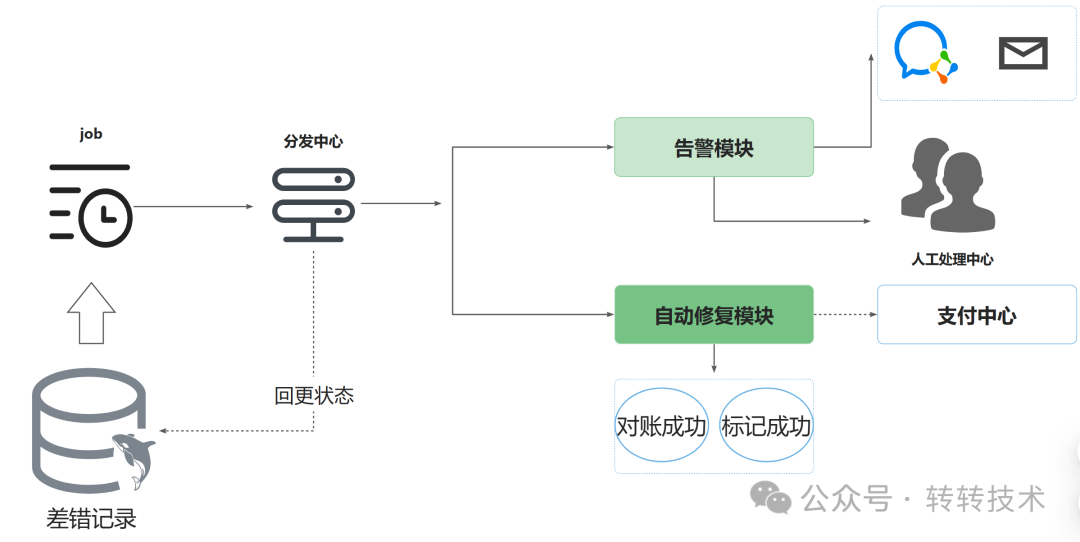 job
分发中心
告警模块
人工处理中心
自动修复模块
支付中心
回更状态
对账成功
标记成功
差错记录
公众号 · 转转技术